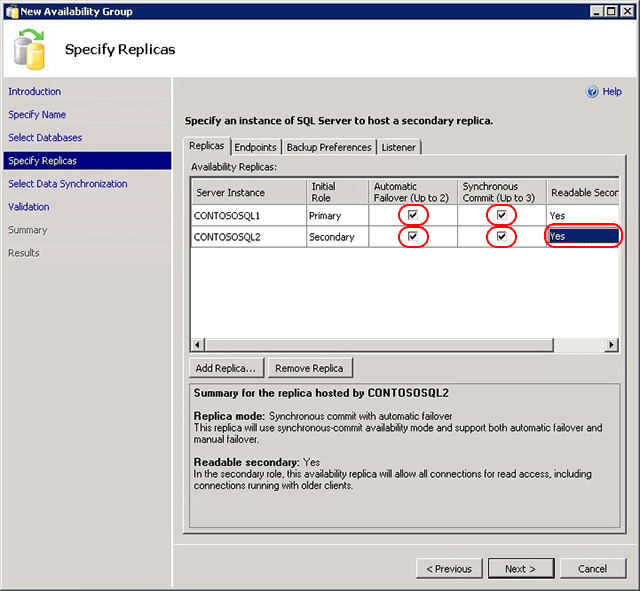 New Availability Group
Specify Replicas
Introduction
Specify Name
Select Databases
Specify Replicas
Select Data Synchronization
Validation
Summary
Results
Help
Specify an instance of SQL Server to host a secondary replica.
Replicas Endpoints Backup Preferences Listener
Availability Replicas:
Server Instance Initial Role Automatic Failover (Up to 2) Synchronous Commit (Up to 3) Readable Secor
CONTOSOSQL1 Primary Yes
CONTOSOSQL2 Secondary Yes
Add Replica... Remove Replica
Summary for the replica hosted by CONTOSOSQL2
Replica mode: Synchronous commit with automatic failover
This replica will use synchronous-commit availability mode and support both automatic failover and
manual failover.
Readable secondary: Yes
In the secondary role, this availability replica will allow all connections for read access, including
connections running with older clients.
< Previous Next > Cancel